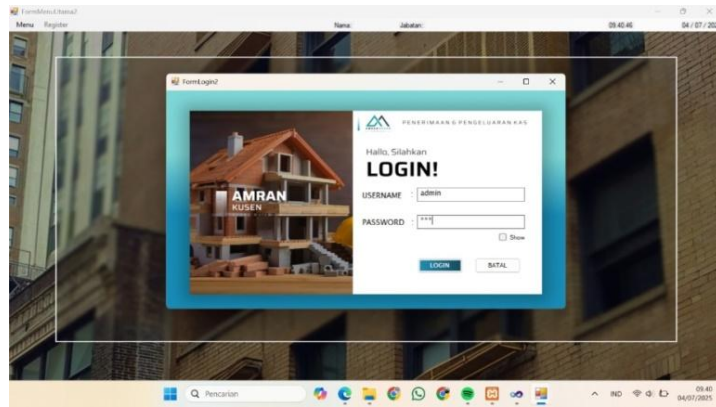 FormMenuUtama2
Menu Register Nama: Jabatan: 09.40.46 04 / 07 / 202
FormLogin2
PENERIMAAN & PENGELUARAN KAS
Hallo, Silahkan
LOGIN!
AMRAN
KUSEN
USERNAME : admin
PASSWORD : ***
Show
LOGIN BATAL
Pencarian
IND
09.40
04/07/2025